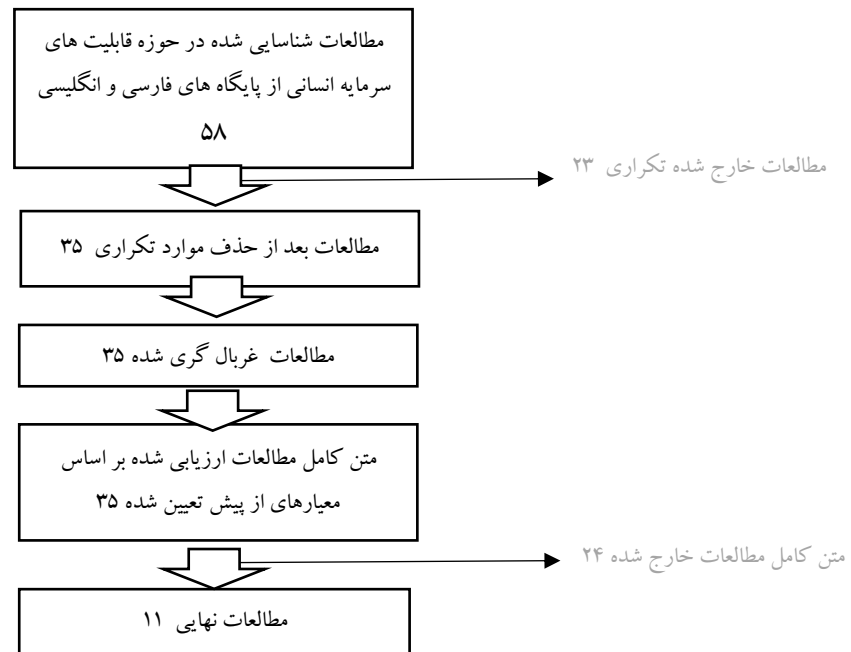 مطالعات شناسایی شده در حوزه قابلیت های
سرمایه انسانی از پایگاه های فارسی و انگلیسی
۵۸
مطالعات خارج شده تکراری ۲۳
مطالعات بعد از حذف موارد تکراری ۳۵
مطالعات غربال گری شده ۳۵
متن کامل مطالعات ارزیابی شده بر اساس
معیارهای از پیش تعیین شده ۳۵
متن کامل مطالعات خارج شده ۲۴
مطالعات نهایی ۱۱